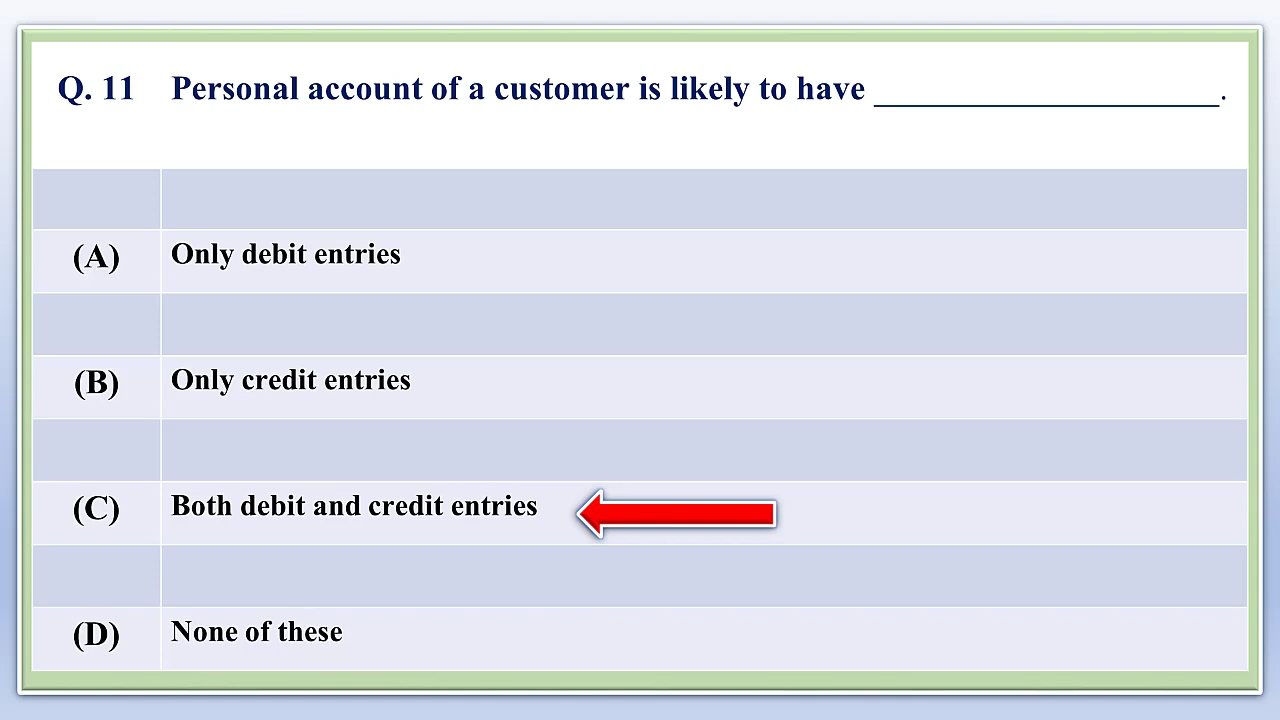 Q. 11 Personal account of a customer is likely to have ____________________.
(A) Only debit entries
(B) Only credit entries
(C) Both debit and credit entries
(D) None of these